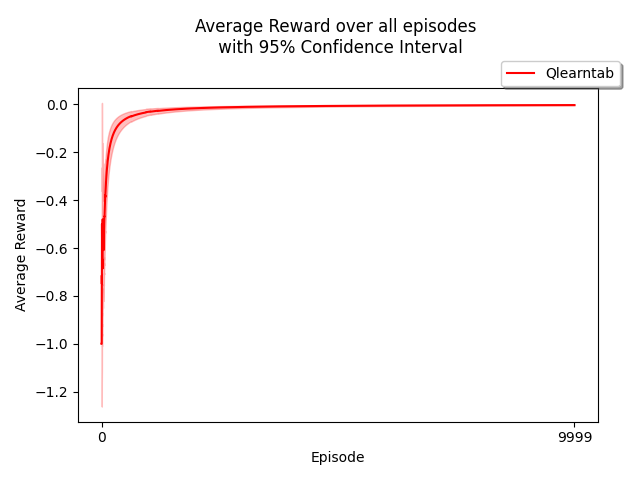 Average Reward over all episodes
with 95% Confidence Interval
Qlearntab
0.0
−0.2
−0.4
−0.6
−0.8
−1.0
−1.2
Average Reward
0
9999
Episode